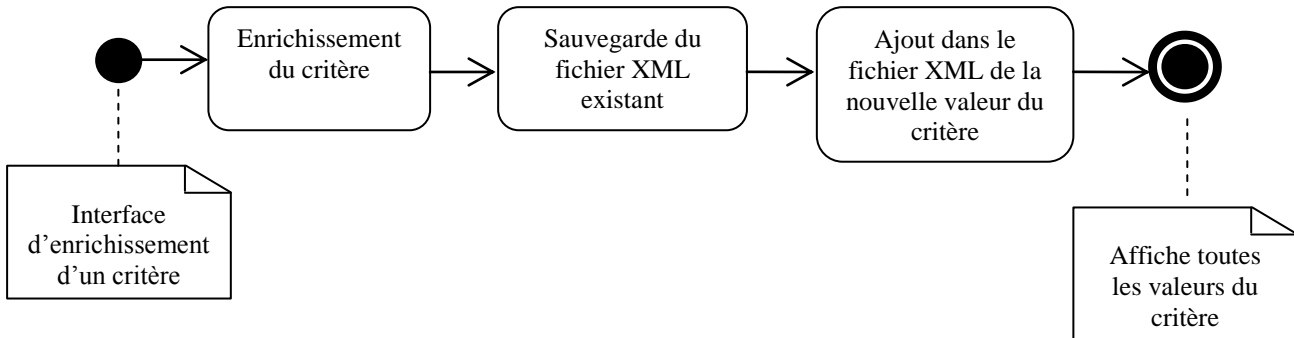 Enrichissement
du critère
Sauvegarde du
fichier XML
existant
Ajout dans le
fichier XML de la
nouvelle valeur du
critère
Interface
d’enrichissement
d’un critère
Affiche toutes
les valeurs du
critère